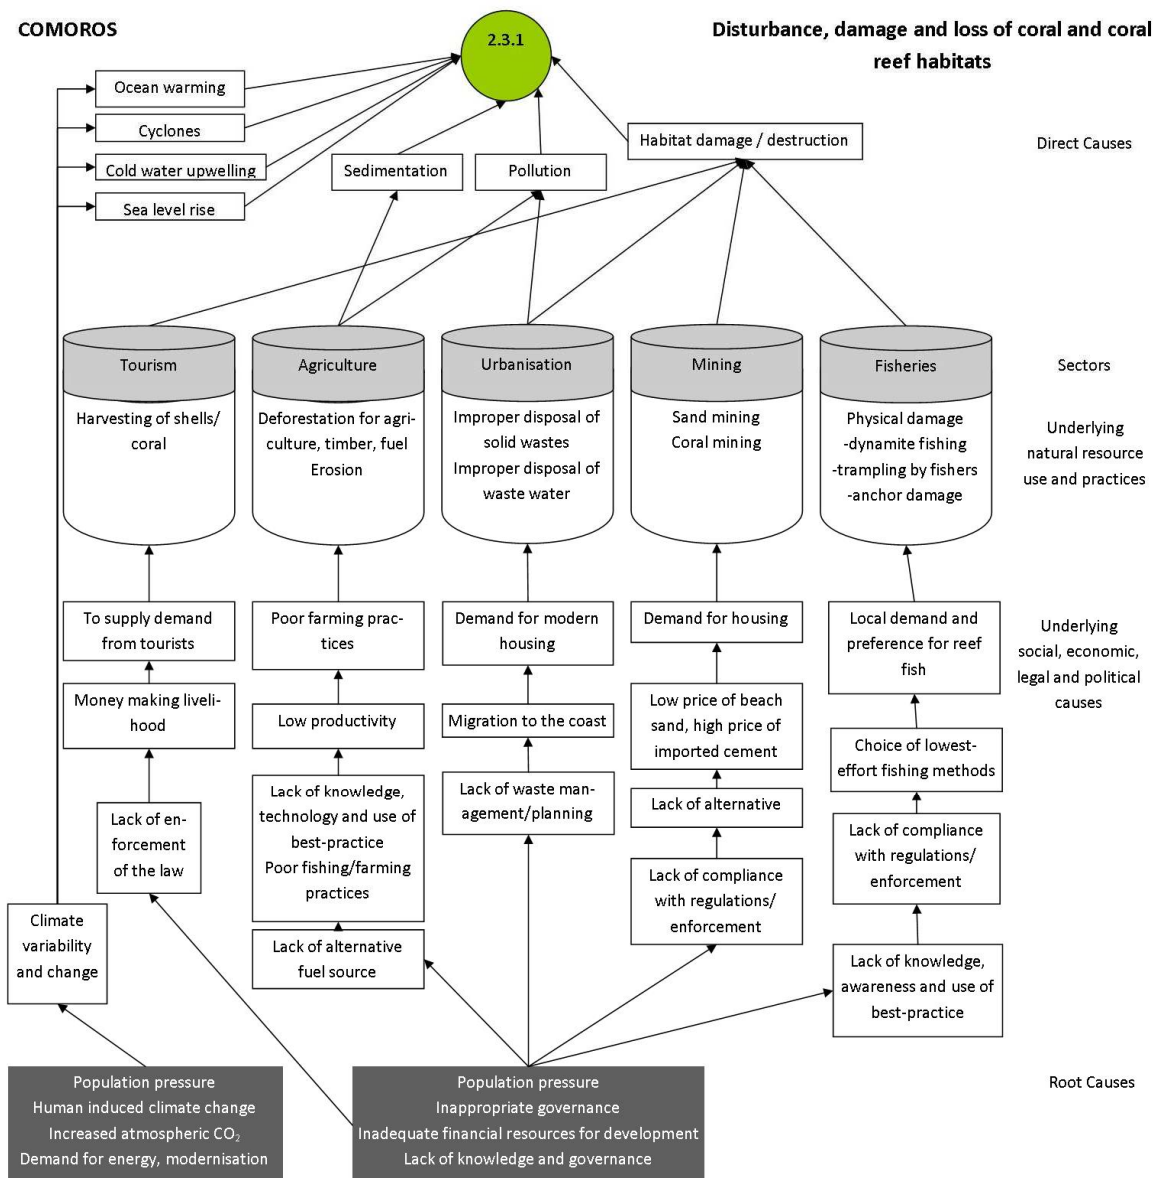 COMOROS
2.3.1
Disturbance, damage and loss of coral and coral
reef habitats
Ocean warming
Cyclones
Cold water upwelling
Sea level rise
Sedimentation
Pollution
Habitat damage / destruction
Direct Causes
Tourism
Agriculture
Urbanisation
Mining
Fisheries
Sectors
Harvesting of shells/
coral
Deforestation for agri-
culture, timber, fuel
Erosion
Improper disposal of
solid wastes
Improper disposal of
waste water
Sand mining
Coral mining
Physical damage
-dynamite fishing
-trampling by fishers
-anchor damage
Underlying
natural resource
use and practices
To supply demand
from tourists
Poor farming prac-
tices
Demand for modern
housing
Demand for housing
Local demand and
preference for reef
fish
Underlying
social, economic,
legal and political
causes
Money making liveli-
hood
Low productivity
Migration to the coast
Low price of beach
sand, high price of
imported cement
Choice of lowest-
effort fishing methods
Lack of en-
forcement
of the law
Lack of knowledge,
technology and use of
best-practice
Poor fishing/farming
practices
Lack of waste man-
agement/planning
Lack of alternative
Lack of compliance
with regulations/
enforcement
Lack of compliance
with regulations/
enforcement
Climate
variability
and change
Lack of alternative
fuel source
Lack of knowledge,
awareness and use of
best-practice
Population pressure
Human induced climate change
Increased atmospheric CO₂
Demand for energy, modernisation
Population pressure
Inappropriate governance
Inadequate financial resources for development
Lack of knowledge and governance
Root Causes